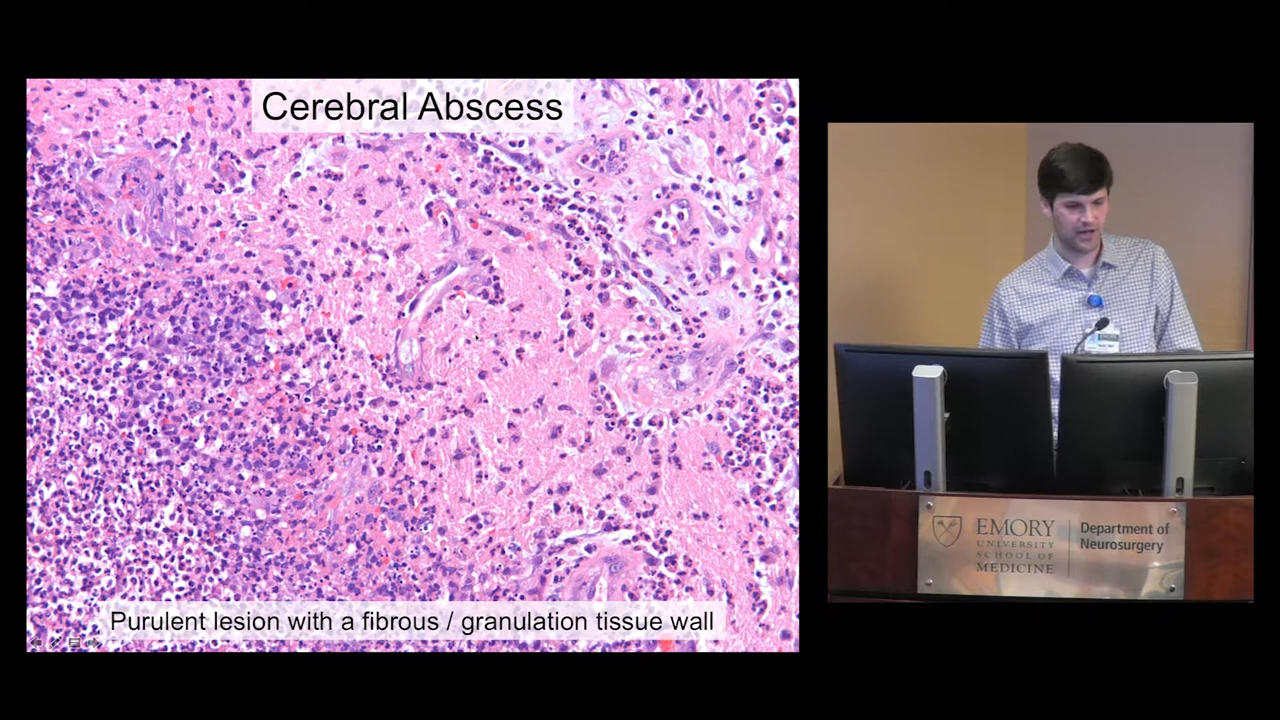 Cerebral Abscess
Purulent lesion with a fibrous / granulation tissue wall
EMORY
UNIVERSITY
SCHOOL OF
MEDICINE
Department of
Neurosurgery